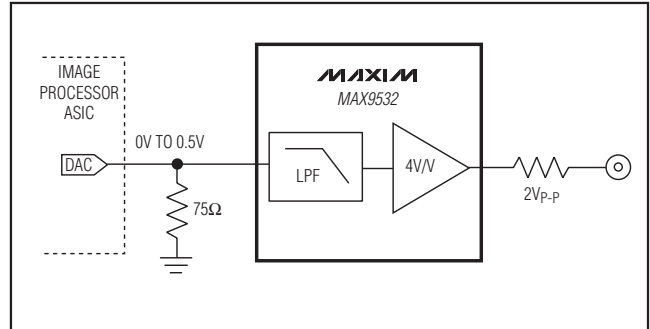 IMAGE
PROCESSOR
ASIC
DAC
0V TO 0.5V
75Ω
MAXIM
MAX9532
LPF
4V/V
2VP-P